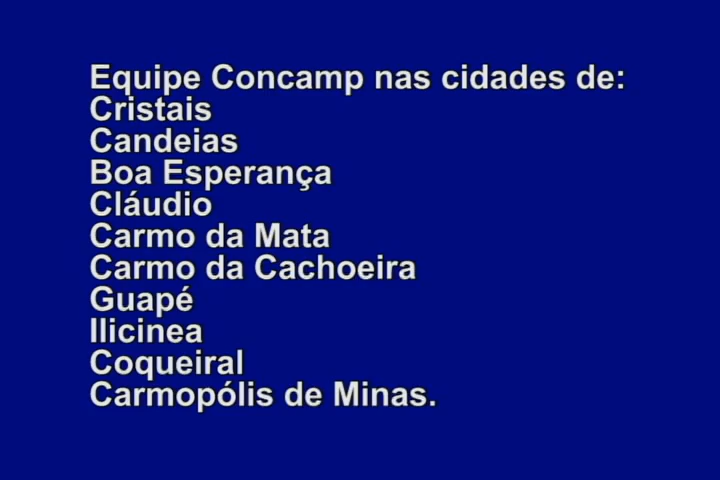 Equipe Concamp nas cidades de:
Cristais
Candeias
Boa Esperança
Cláudio
Carmo da Mata
Carmo da Cachoeira
Guapé
Ilicinea
Coqueiral
Carmopólis de Minas.